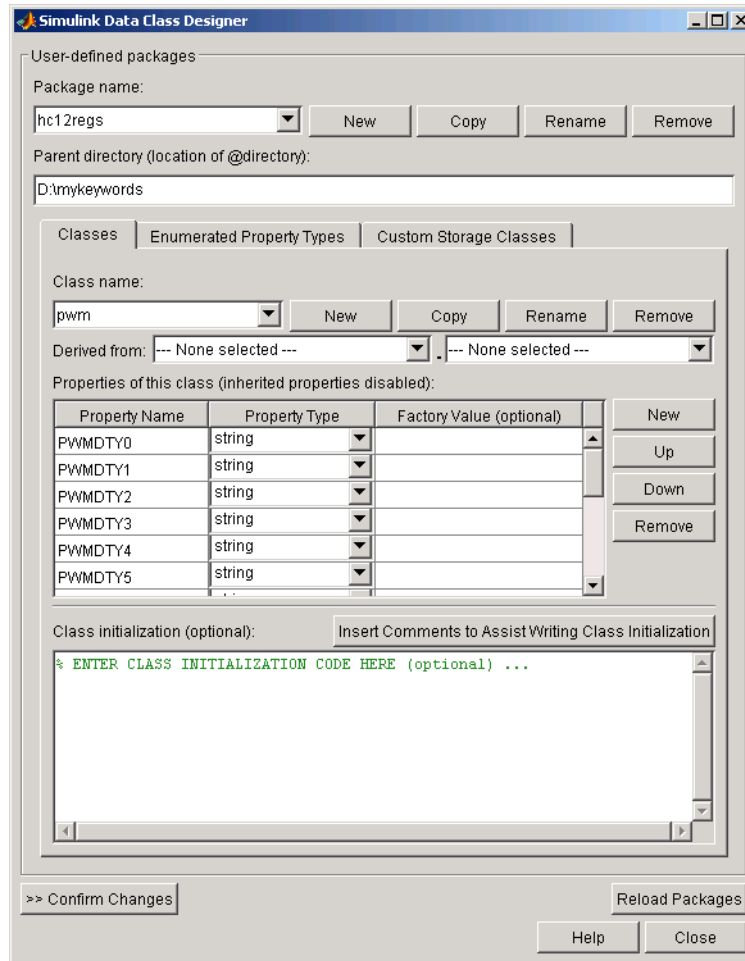 Simulink Data Class Designer
User-defined packages
Package name:
hc12regs New Copy Rename Remove
Parent directory (location of @directory):
D:\mykeywords
Classes Enumerated Property Types Custom Storage Classes
Class name:
pwm New Copy Rename Remove
Derived from: --- None selected --- . --- None selected ---
Properties of this class (inherited properties disabled):
Property Name Property Type Factory Value (optional) New
PWMDTY0 string
Up
PWMDTY1 string
PWMDTY2 string Down
PWMDTY3 string Remove
PWMDTY4 string
PWMDTY5 string
Class initialization (optional): Insert Comments to Assist Writing Class Initialization
% ENTER CLASS INITIALIZATION CODE HERE (optional) ...
>> Confirm Changes Reload Packages
Help Close